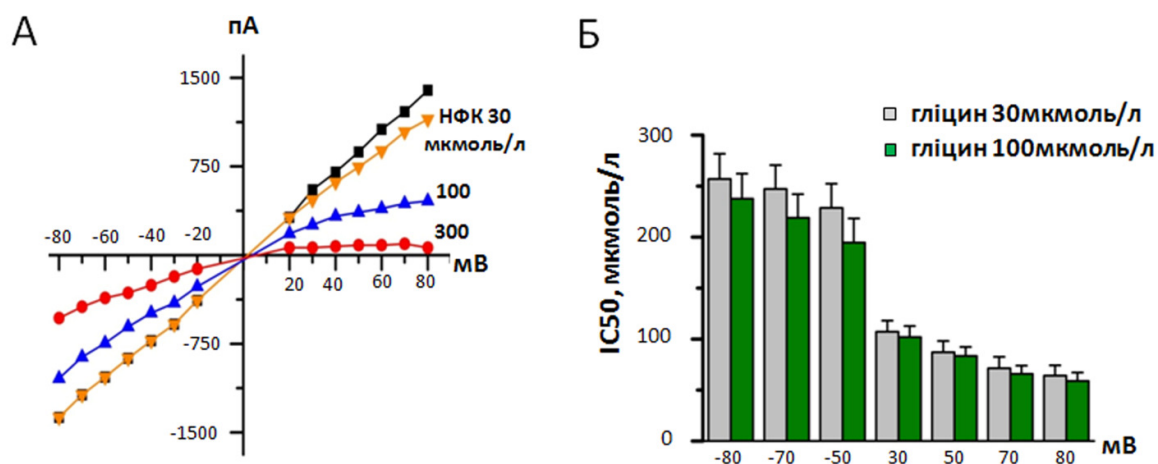 А
пА
1500
НФК 30
мкмоль/л
750
100
300
-80 -60 -40 -20
мВ
20 40 60 80
-750
-1500
Б
гліцин 30мкмоль/л
гліцин 100мкмоль/л
IC50, мкмоль/л
300
200
100
0
-80 -70 -50 30 50 70 80
мВ